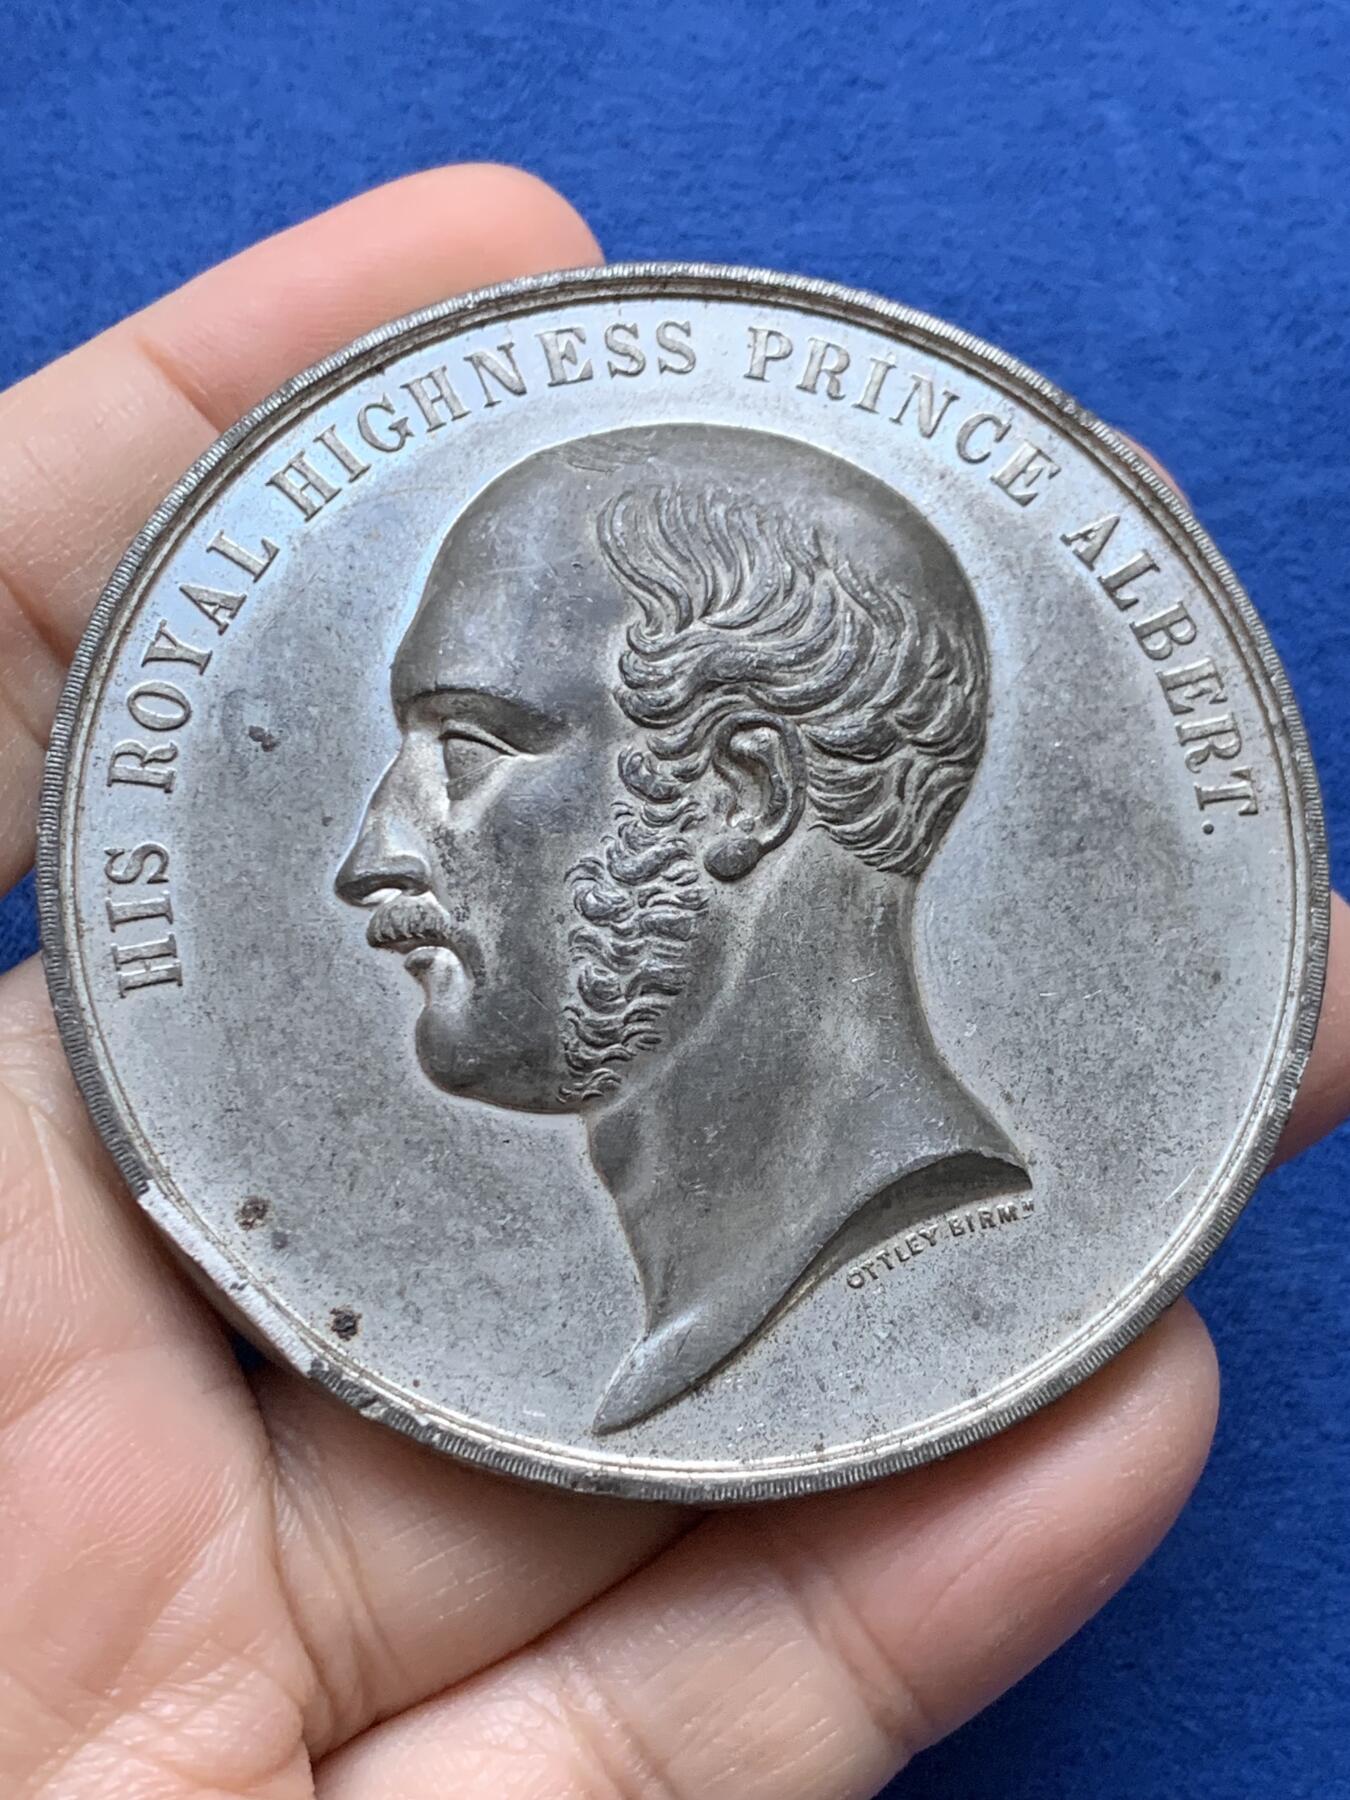 HIS ROYAL HIGHNESS PRINCE ALBERT.
OTTLEY BIRMM